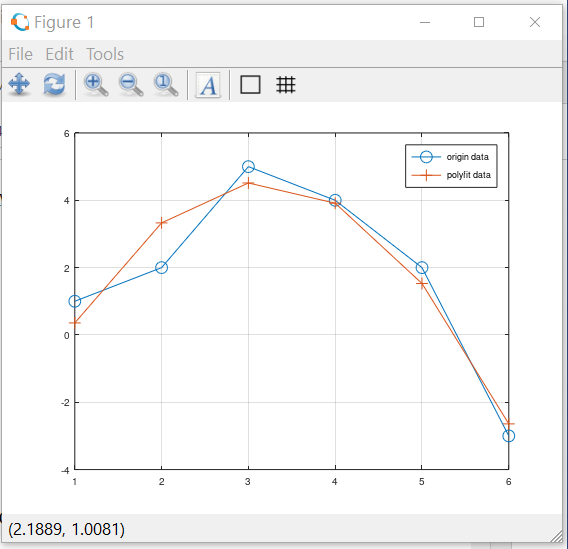 Figure 1
File Edit Tools
A
origin data
polyfit data
6
4
2
0
-2
-4
1 2 3 4 5 6
(2.1889, 1.0081)